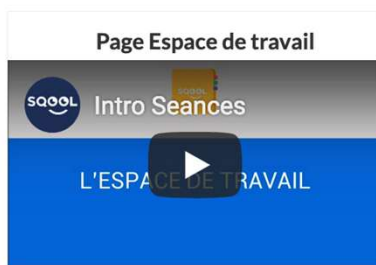 Page Espace de travail
SQOOL
Intro Seances
L'ESPACE DE TRAVAIL